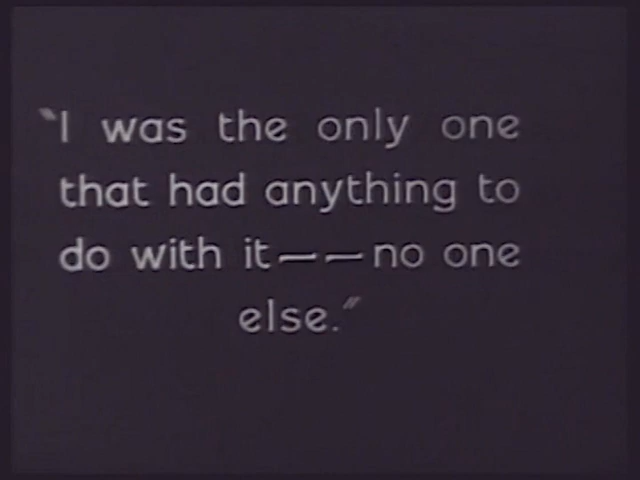 "I was the only one
that had anything to
do with it — — no one
else."